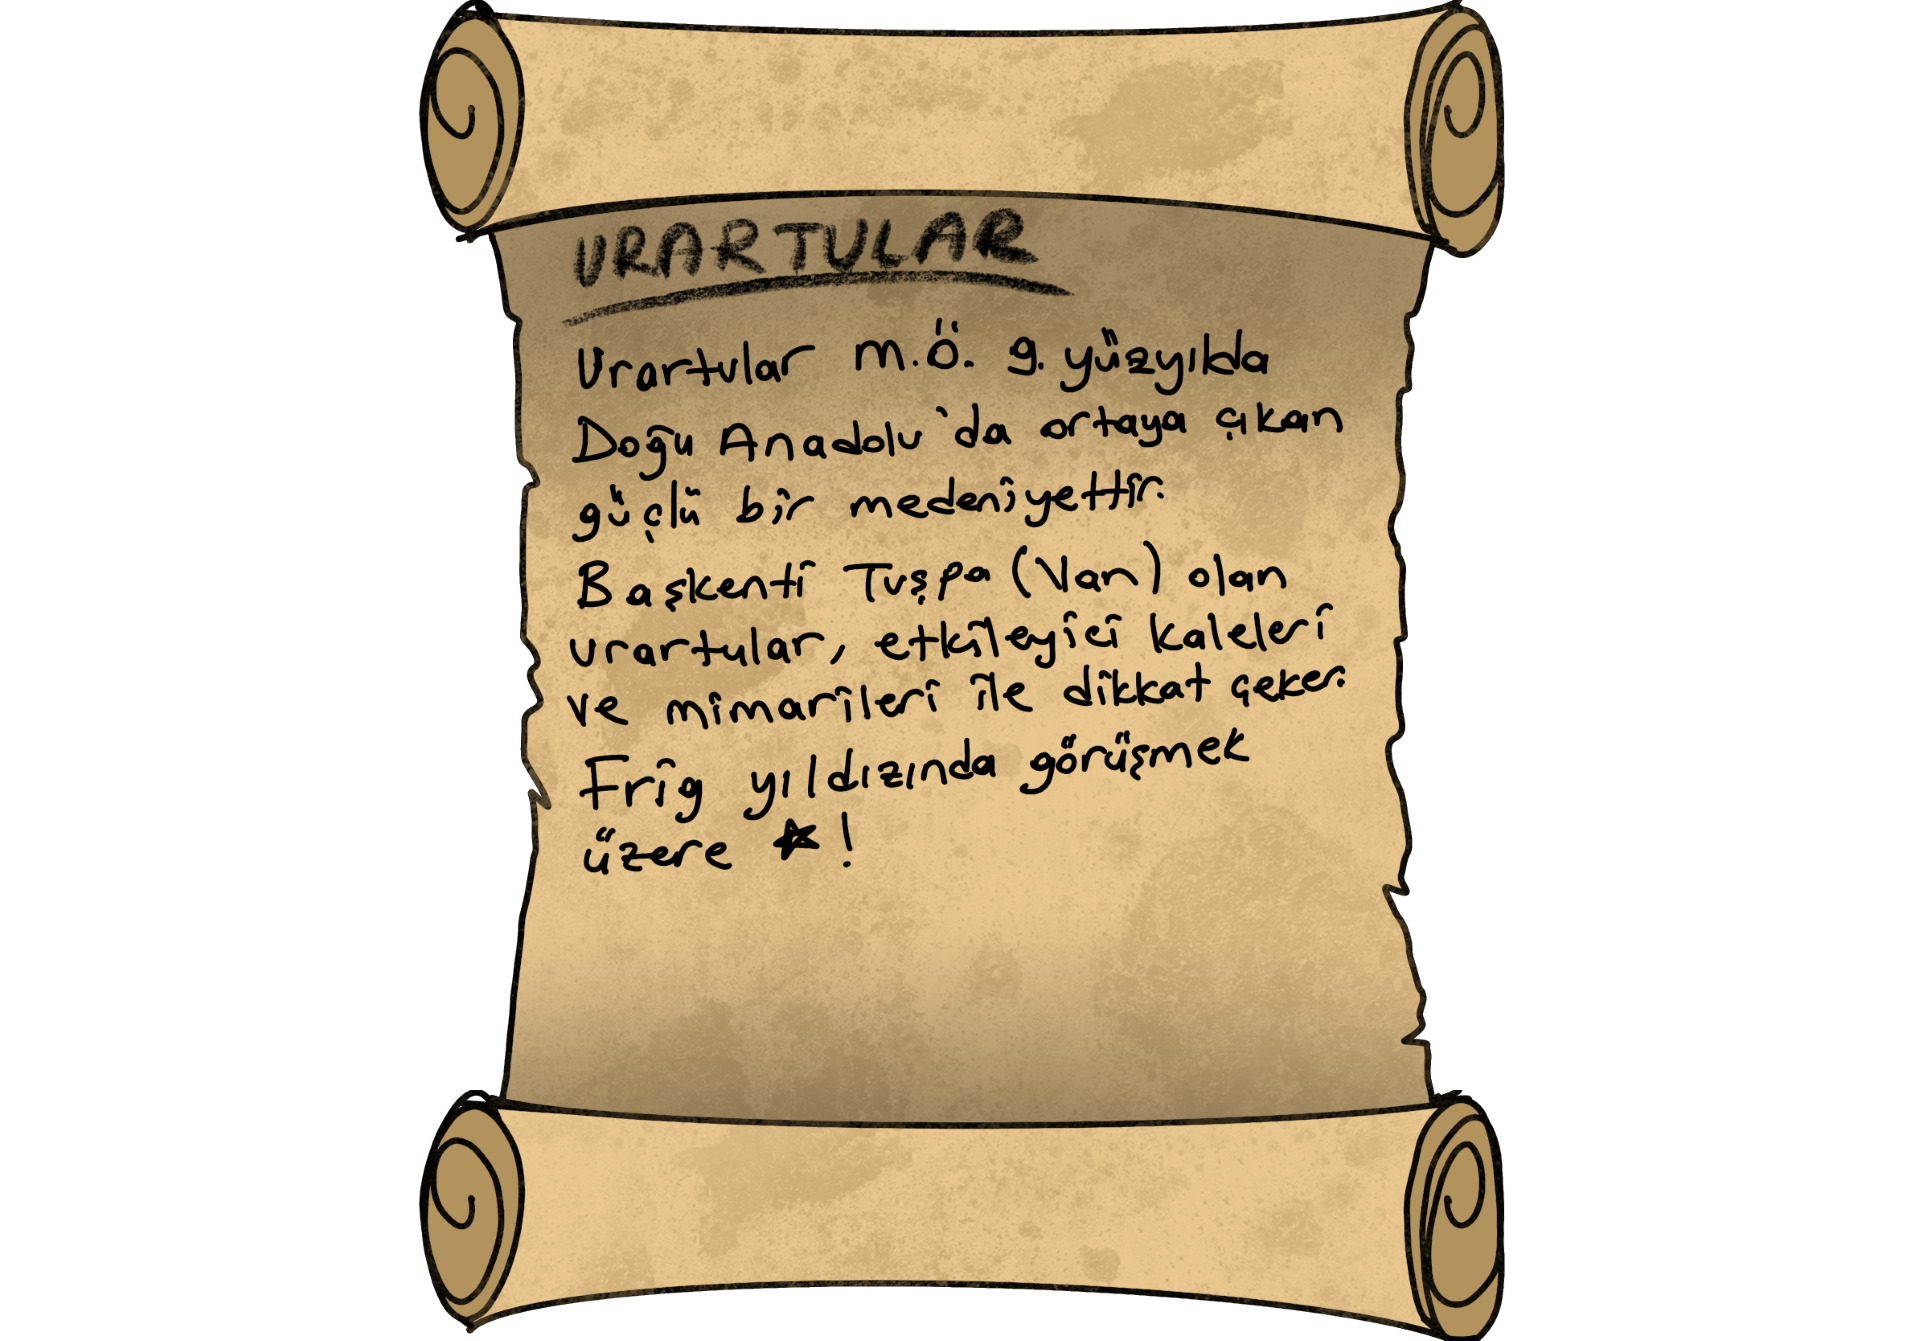 URARTULAR
Urartular M.Ö. 9. yüzyılda
Doğu Anadolu'da ortaya çıkan
güçlü bir medeniyettir.
Başkenti Tuşpa (Van) olan
urartular, etkileyici kaleleri
ve mimarileri ile dikkat çeker.
Frig yıldızında görüşmek
üzere ★!